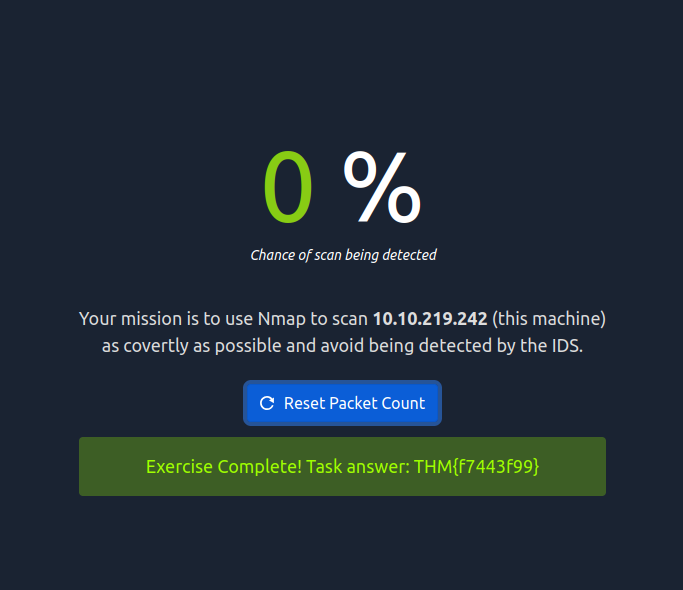 0 %
Chance of scan being detected
Your mission is to use Nmap to scan 10.10.219.242 (this machine)
as covertly as possible and avoid being detected by the IDS.
Reset Packet Count
Exercise Complete! Task answer: THM{f7443f99}